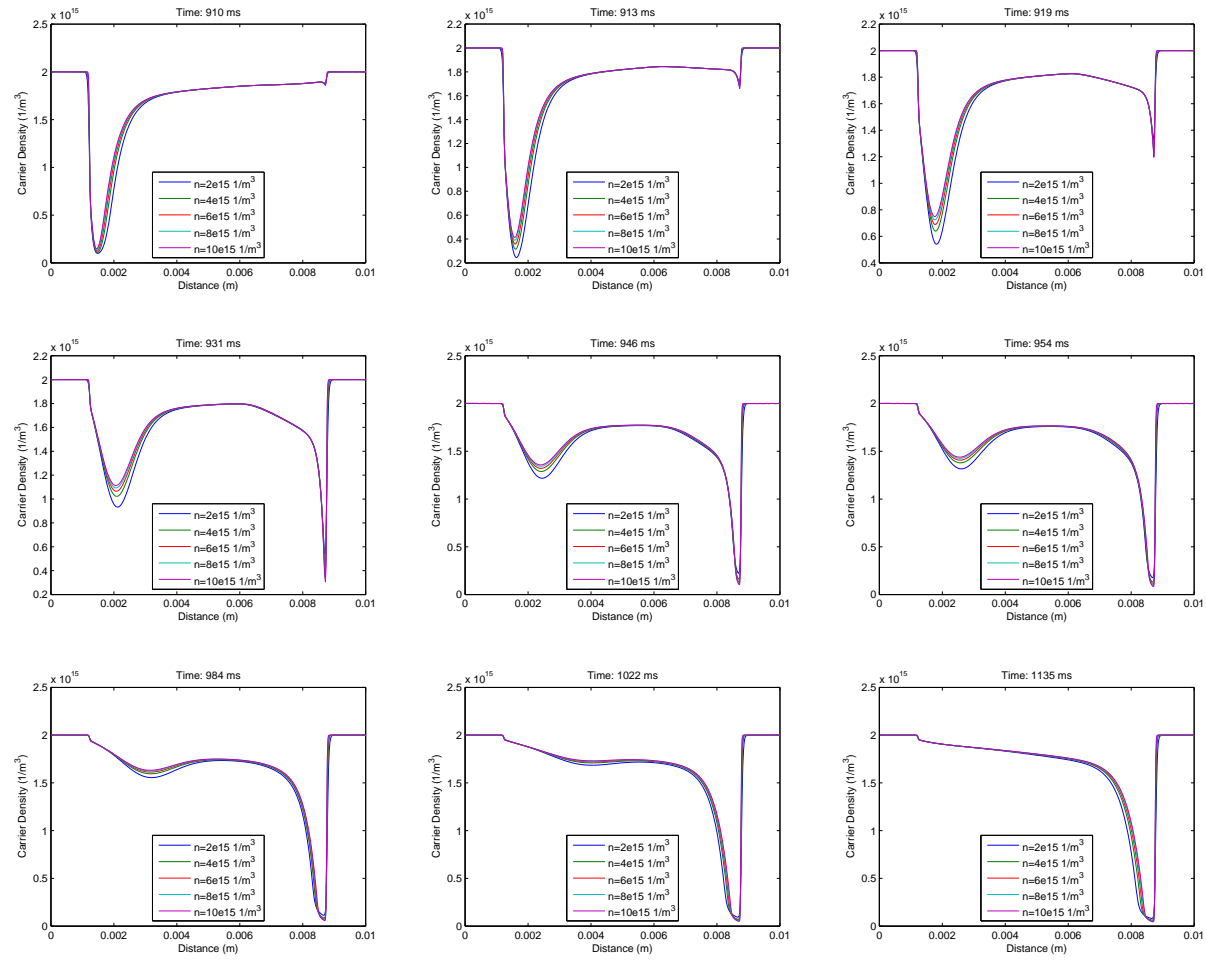 Time: 910 ms
x 10^15
Carrier Density (1/m^3)
2.5
2
1.5
1
0.5
0
n=2e15 1/m^3
n=4e15 1/m^3
n=6e15 1/m^3
n=8e15 1/m^3
n=10e15 1/m^3
0 0.002 0.004 0.006 0.008 0.01
Distance (m)
Time: 913 ms
x 10^15
Carrier Density (1/m^3)
2.2
2
1.8
1.6
1.4
1.2
1
0.8
0.6
0.4
0.2
n=2e15 1/m^3
n=4e15 1/m^3
n=6e15 1/m^3
n=8e15 1/m^3
n=10e15 1/m^3
0 0.002 0.004 0.006 0.008 0.01
Distance (m)
Time: 919 ms
x 10^15
Carrier Density (1/m^3)
2.2
2
1.8
1.6
1.4
1.2
1
0.8
0.6
0.4
n=2e15 1/m^3
n=4e15 1/m^3
n=6e15 1/m^3
n=8e15 1/m^3
n=10e15 1/m^3
0 0.002 0.004 0.006 0.008 0.01
Distance (m)
Time: 931 ms
x 10^15
Carrier Density (1/m^3)
2.2
2
1.8
1.6
1.4
1.2
1
0.8
0.6
0.4
0.2
n=2e15 1/m^3
n=4e15 1/m^3
n=6e15 1/m^3
n=8e15 1/m^3
n=10e15 1/m^3
0 0.002 0.004 0.006 0.008 0.01
Distance (m)
Time: 946 ms
x 10^15
Carrier Density (1/m^3)
2.5
2
1.5
1
0.5
0
n=2e15 1/m^3
n=4e15 1/m^3
n=6e15 1/m^3
n=8e15 1/m^3
n=10e15 1/m^3
0 0.002 0.004 0.006 0.008 0.01
Distance (m)
Time: 954 ms
x 10^15
Carrier Density (1/m^3)
2.5
2
1.5
1
0.5
0
n=2e15 1/m^3
n=4e15 1/m^3
n=6e15 1/m^3
n=8e15 1/m^3
n=10e15 1/m^3
0 0.002 0.004 0.006 0.008 0.01
Distance (m)
Time: 984 ms
x 10^15
Carrier Density (1/m^3)
2.5
2
1.5
1
0.5
0
n=2e15 1/m^3
n=4e15 1/m^3
n=6e15 1/m^3
n=8e15 1/m^3
n=10e15 1/m^3
0 0.002 0.004 0.006 0.008 0.01
Distance (m)
Time: 1022 ms
x 10^15
Carrier Density (1/m^3)
2.5
2
1.5
1
0.5
0
n=2e15 1/m^3
n=4e15 1/m^3
n=6e15 1/m^3
n=8e15 1/m^3
n=10e15 1/m^3
0 0.002 0.004 0.006 0.008 0.01
Distance (m)
Time: 1135 ms
x 10^15
Carrier Density (1/m^3)
2.5
2
1.5
1
0.5
0
n=2e15 1/m^3
n=4e15 1/m^3
n=6e15 1/m^3
n=8e15 1/m^3
n=10e15 1/m^3
0 0.002 0.004 0.006 0.008 0.01
Distance (m)